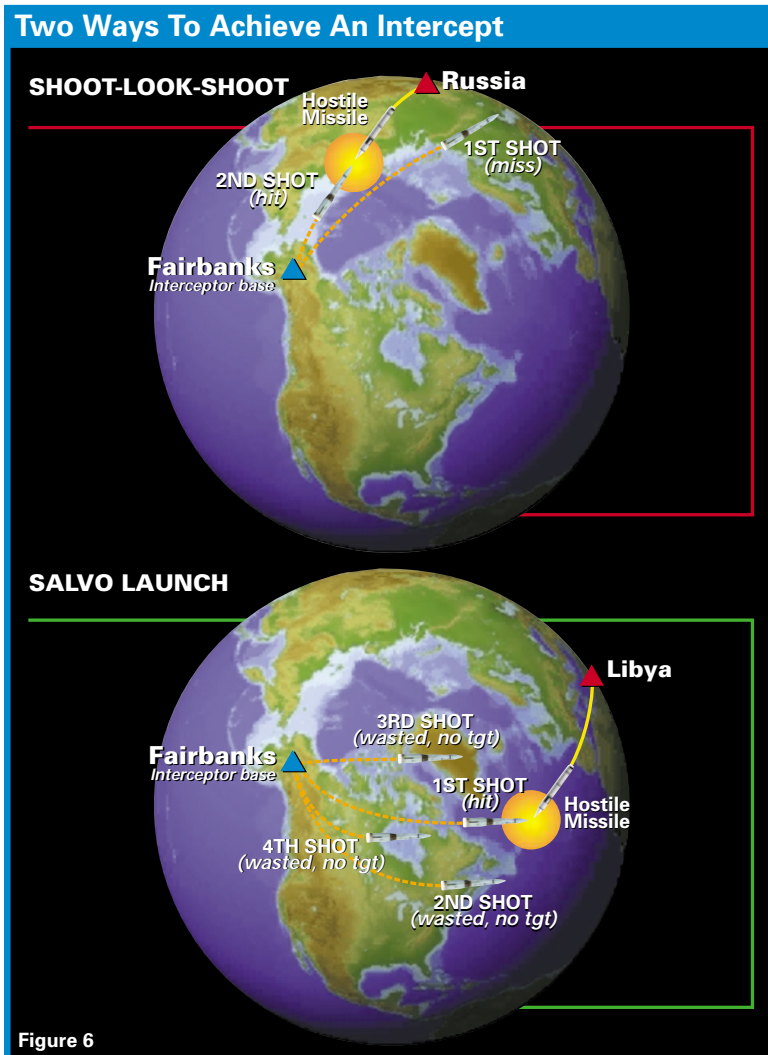 Two Ways To Achieve An Intercept
SHOOT-LOOK-SHOOT
Russia
Hostile
Missile
1ST SHOT
(miss)
2ND SHOT
(hit)
Fairbanks
Interceptor base
SALVO LAUNCH
Libya
3RD SHOT
(wasted, no tgt)
Fairbanks
Interceptor base
1ST SHOT
(hit)
Hostile
Missile
4TH SHOT
(wasted, no tgt)
2ND SHOT
(wasted, no tgt)
Figure 6